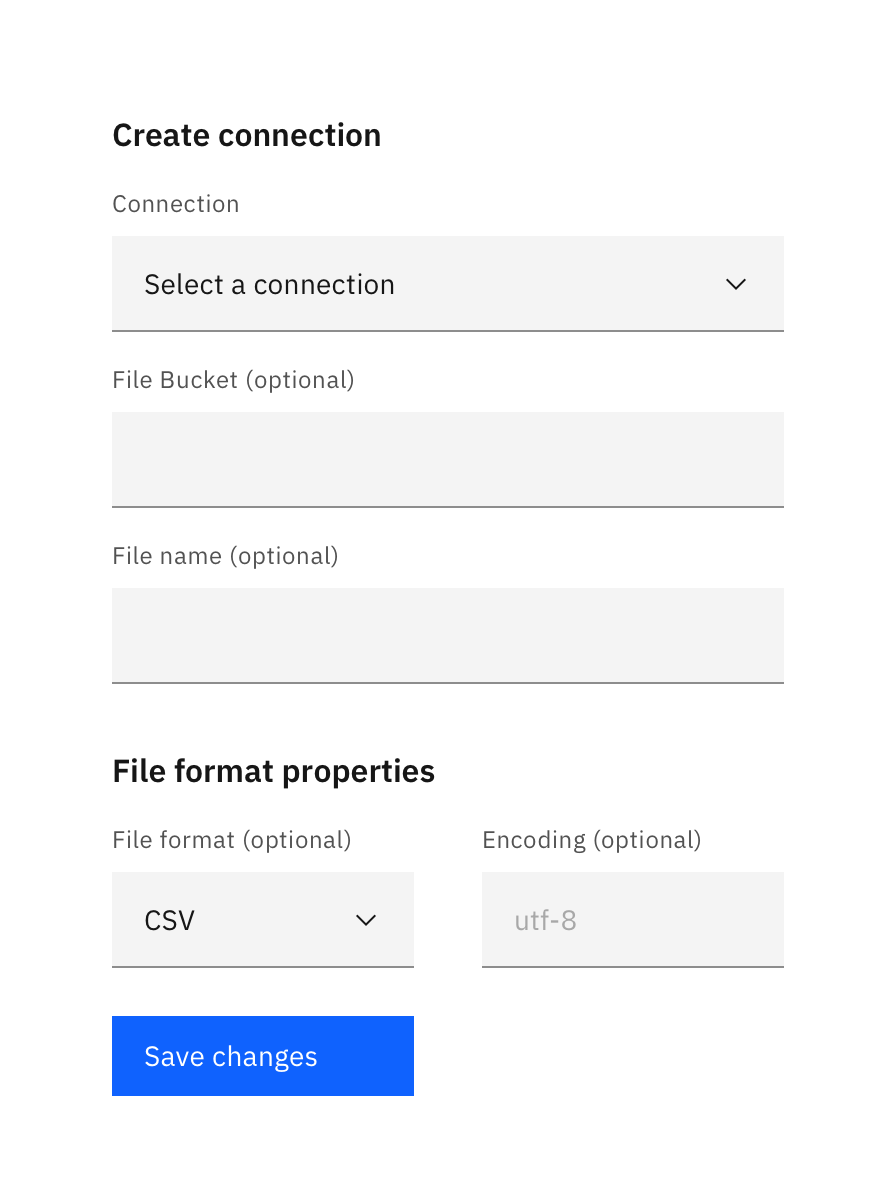 Create connection
Connection
Select a connection
File Bucket (optional)
File name (optional)
File format properties
File format (optional)
Encoding (optional)
CSV
utf-8
Save changes